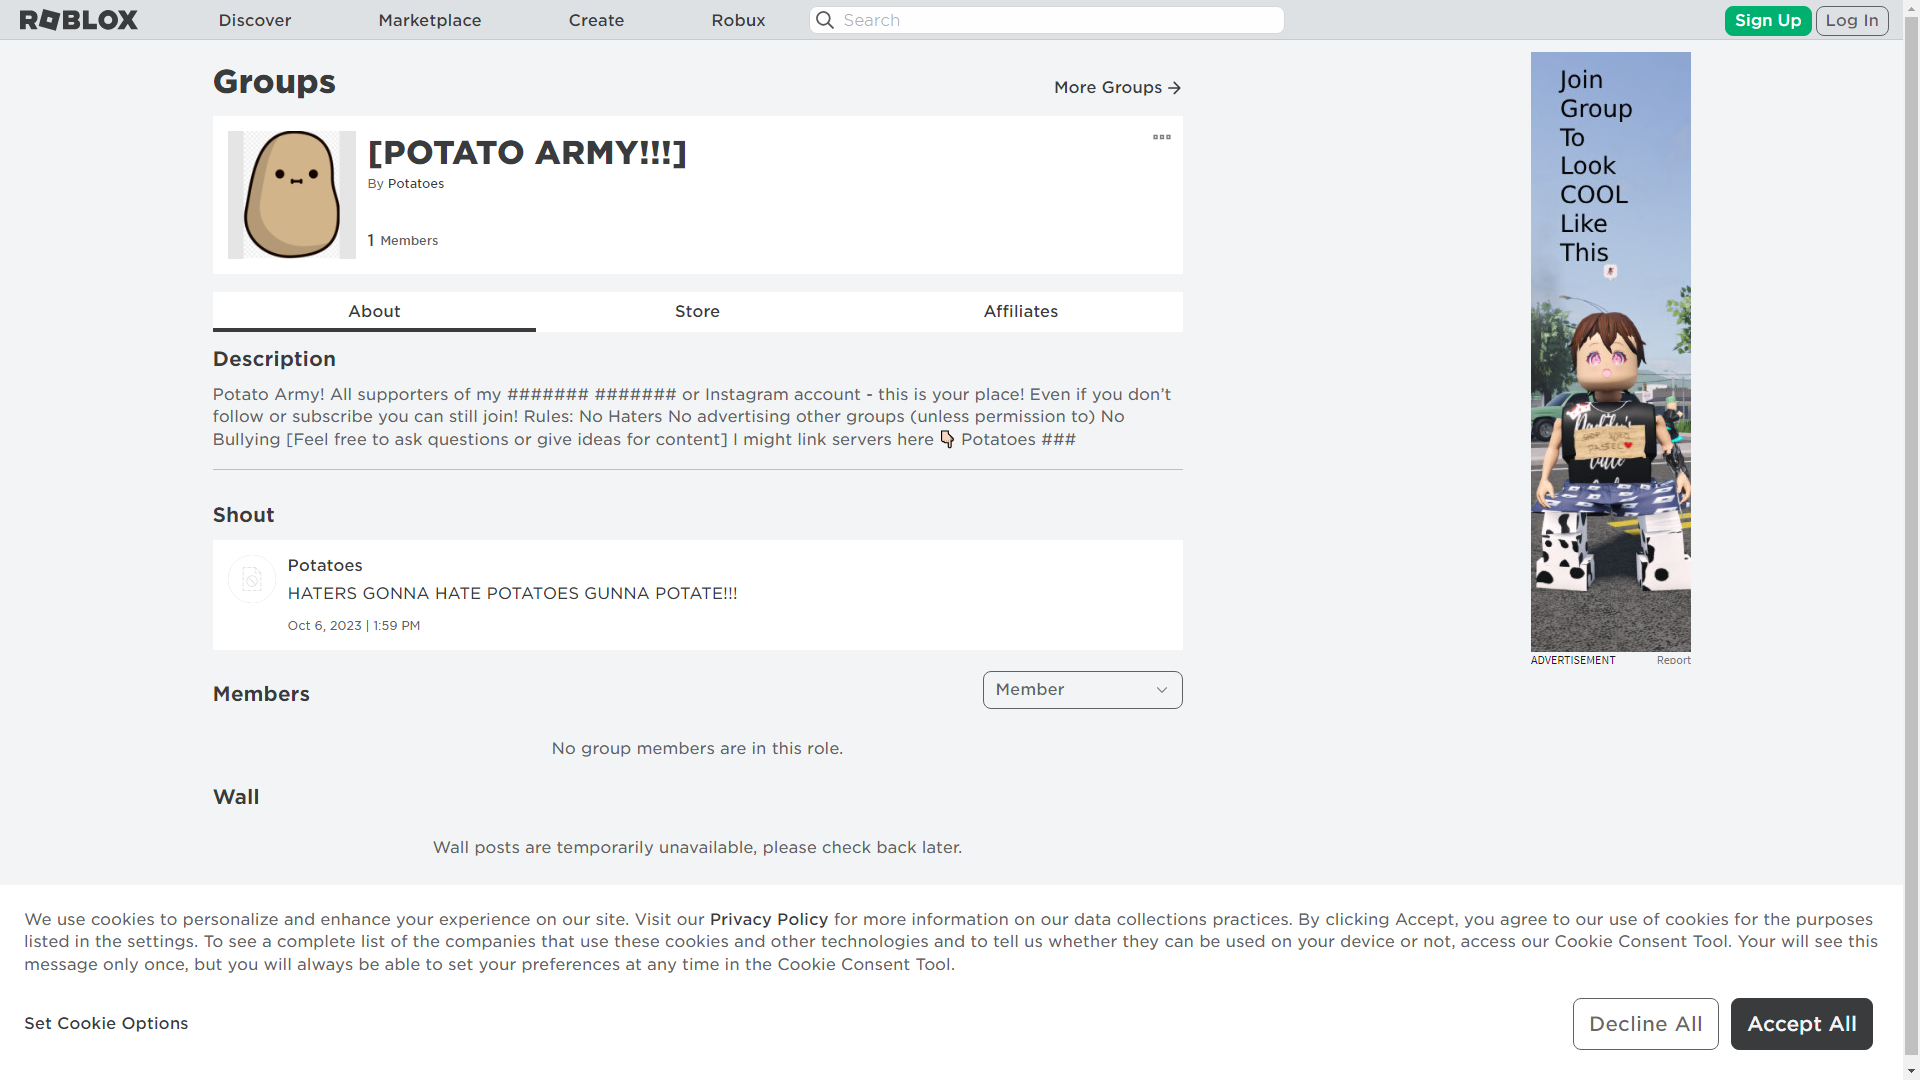 ROBLOX
Discover
Marketplace
Create
Robux
Search
Sign Up
Log In
Groups
More Groups
[POTATO ARMY!!!]
By Potatoes
1 Members
About
Store
Affiliates
Description
Potato Army! All supporters of my ####### ####### or Instagram account - this is your place! Even if you don’t
follow or subscribe you can still join! Rules: No Haters No advertising other groups (unless permission to) No
Bullying [Feel free to ask questions or give ideas for content] I might link servers here 👇🏻 Potatoes ###
Shout
Potatoes
HATERS GONNA HATE POTATOES GUNNA POTATE!!!
Oct 6, 2023 | 1:59 PM
Members
Member
No group members are in this role.
Wall
Wall posts are temporarily unavailable, please check back later.
Join
Group
To
Look
COOL
Like
This
ADVERTISEMENT
Report
We use cookies to personalize and enhance your experience on our site. Visit our Privacy Policy for more information on our data collections practices. By clicking Accept, you agree to our use of cookies for the purposes
listed in the settings. To see a complete list of the companies that use these cookies and other technologies and to tell us whether they can be used on your device or not, access our Cookie Consent Tool. Your will see this
message only once, but you will always be able to set your preferences at any time in the Cookie Consent Tool.
Set Cookie Options
Decline All
Accept All